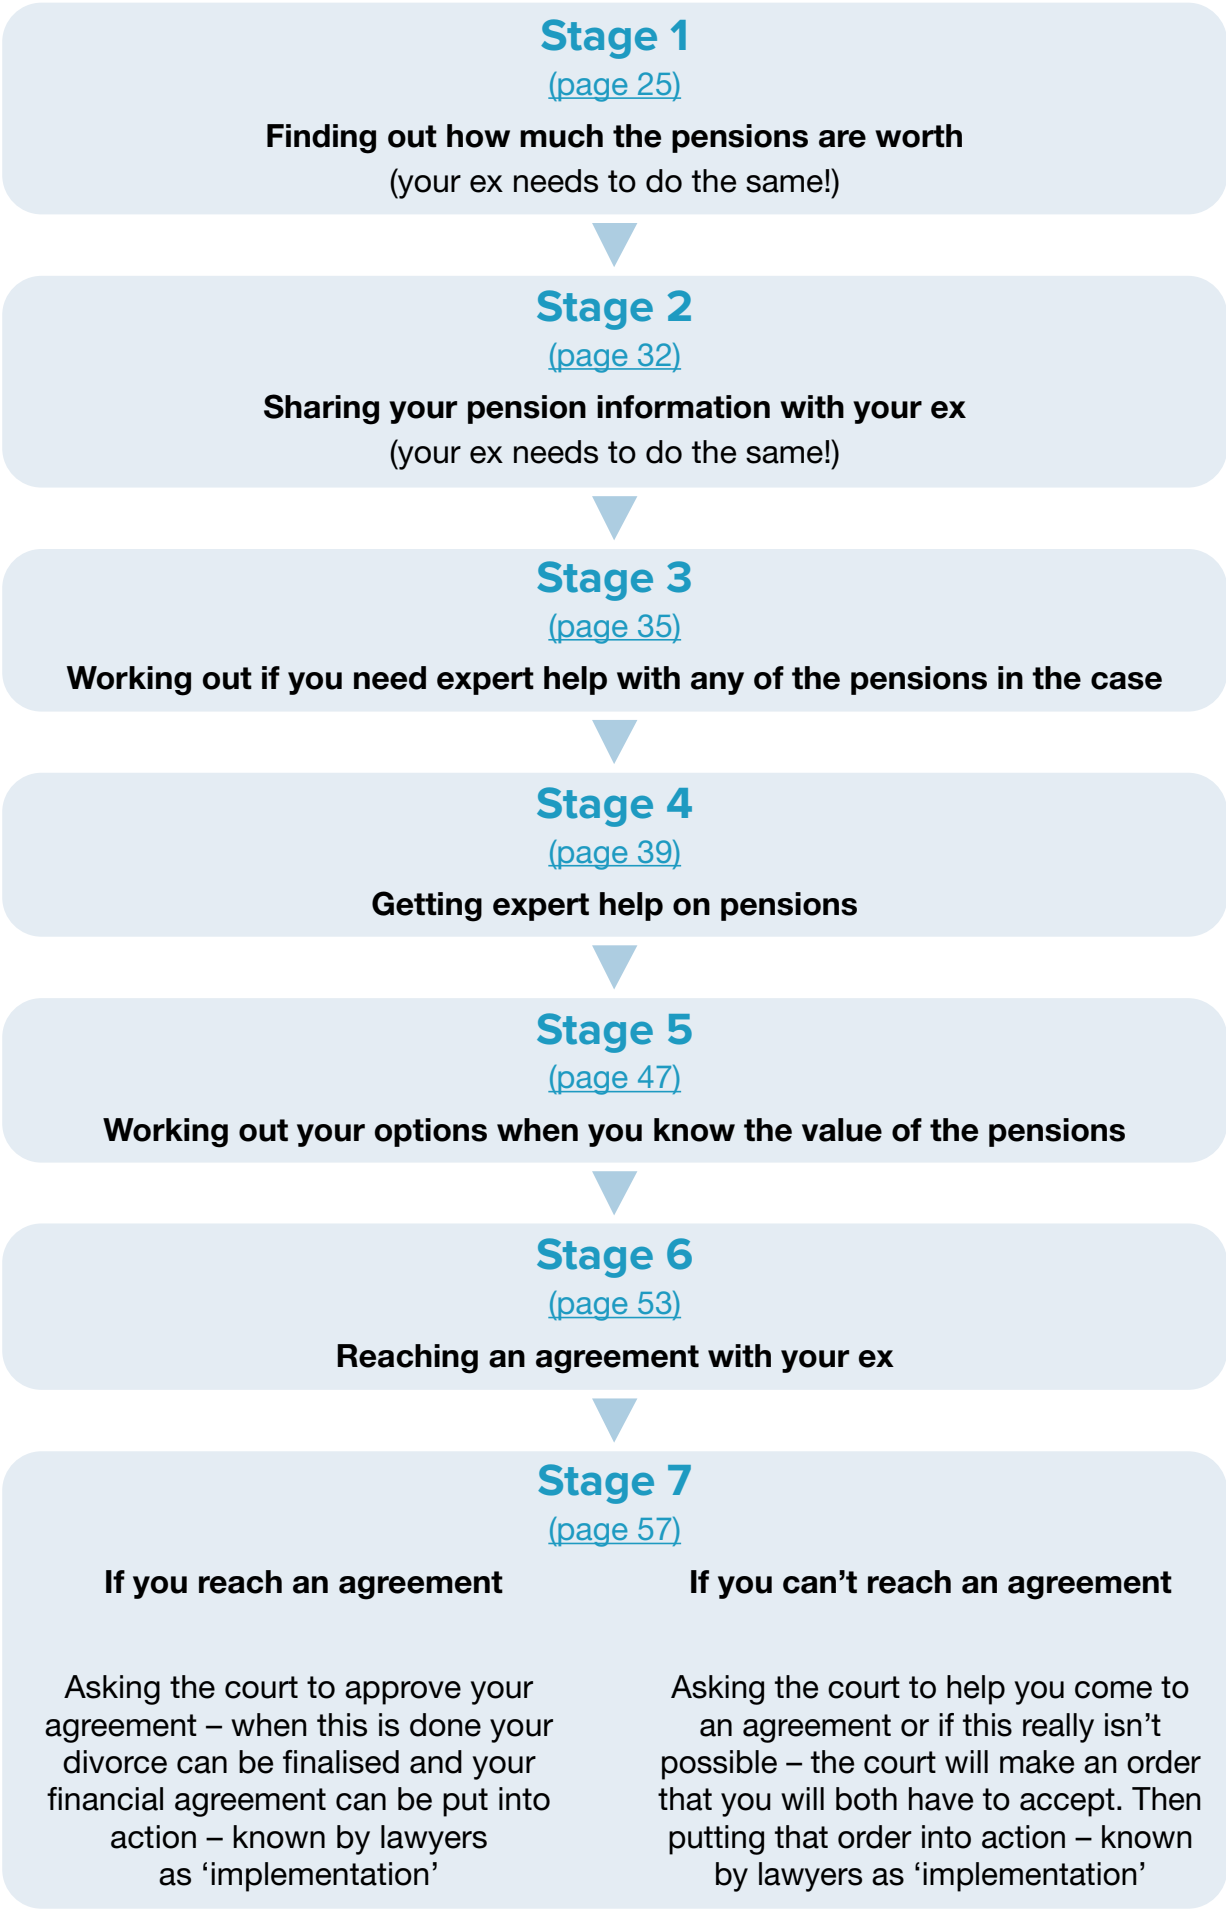 Stage 1
(page 25)
Finding out how much the pensions are worth
(your ex needs to do the same!)
Stage 2
(page 32)
Sharing your pension information with your ex
(your ex needs to do the same!)
Stage 3
(page 35)
Working out if you need expert help with any of the pensions in the case
Stage 4
(page 39)
Getting expert help on pensions
Stage 5
(page 47)
Working out your options when you know the value of the pensions
Stage 6
(page 53)
Reaching an agreement with your ex
Stage 7
(page 57)
If you reach an agreement
Asking the court to approve your
agreement – when this is done your
divorce can be finalised and your
financial agreement can be put into
action – known by lawyers
as ‘implementation’
If you can’t reach an agreement
Asking the court to help you come to
an agreement or if this really isn’t
possible – the court will make an order
that you will both have to accept. Then
putting that order into action – known
by lawyers as ‘implementation’